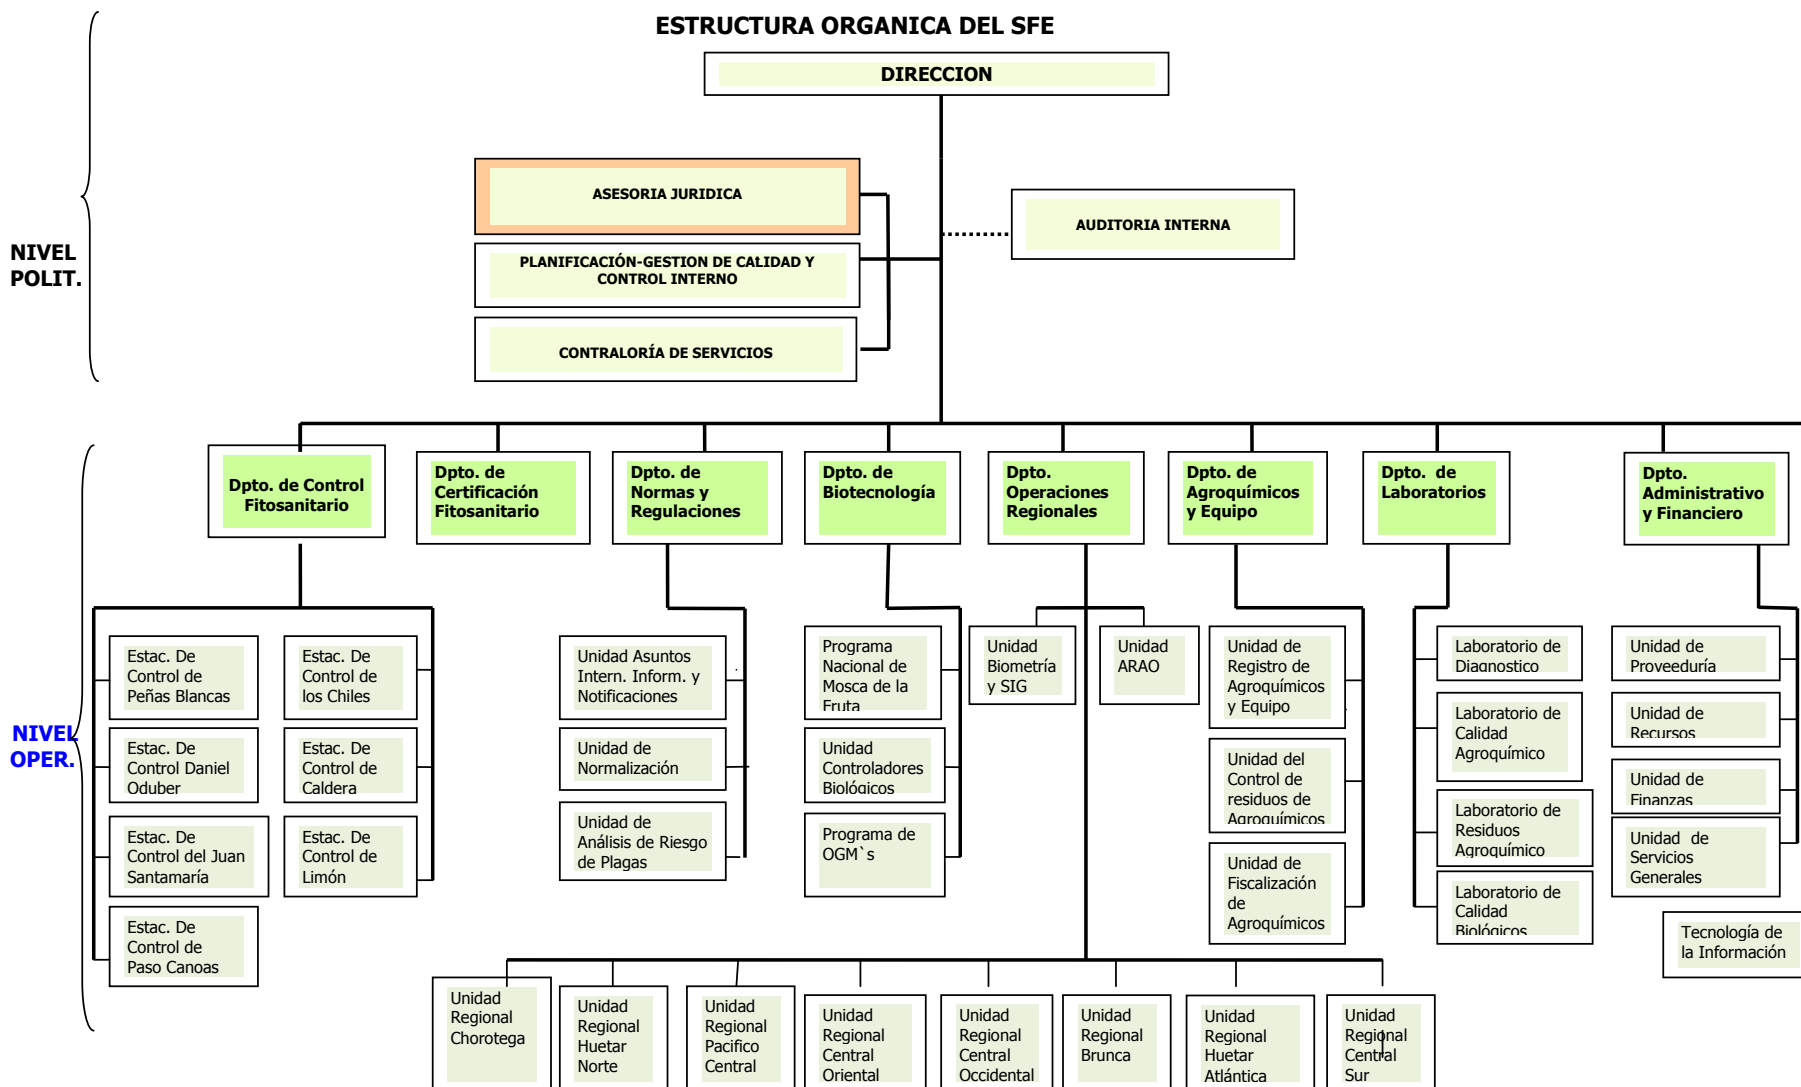 ESTRUCTURA ORGANICA DEL SFE
DIRECCION
ASESORIA JURIDICA
AUDITORIA INTERNA
NIVEL
POLIT.
PLANIFICACIÓN-GESTION DE CALIDAD Y
CONTROL INTERNO
CONTRALORÍA DE SERVICIOS
Dpto. de Control
Fitosanitario
Dpto. de
Certificación
Fitosanitario
Dpto. de
Normas y
Regulaciones
Dpto. de
Biotecnología
Dpto.
Operaciones
Regionales
Dpto. de
Agroquímicos
y Equipo
Dpto. de
Laboratorios
Dpto.
Administrativo
y Financiero
NIVEL
OPER.
Estac. De
Control de
Peñas Blancas
Estac. De
Control de
los Chiles
Estac. De
Control Daniel
Oduber
Estac. De
Control de
Caldera
Estac. De
Control del Juan
Santamaría
Estac. De
Control de
Limón
Estac. De
Control de
Paso Canoas
Unidad Asuntos
Intern. Inform. y
Notificaciones
Unidad de
Normalización
Unidad de
Análisis de Riesgo
de Plagas
Programa
Nacional de
Mosca de la
Fruta
Unidad
Controladores
Biológicos
Programa de
OGM`s
Unidad
Biometría
y SIG
Unidad
ARAO
Unidad de
Registro de
Agroquímicos
y Equipo
Unidad del
Control de
residuos de
Agroquímicos
Unidad de
Fiscalización
de
Agroquímicos
Laboratorio de
Diagnostico
Laboratorio de
Calidad
Agroquímico
Laboratorio de
Residuos
Agroquímico
Laboratorio de
Calidad
Biológicos
Unidad de
Proveeduría
Unidad de
Recursos
Unidad de
Finanzas
Unidad de
Servicios
Generales
Tecnología de
la Información
Unidad
Regional
Chorotega
Unidad
Regional
Huetar
Norte
Unidad
Regional
Pacifico
Central
Unidad
Regional
Central
Oriental
Unidad
Regional
Central
Occidental
Unidad
Regional
Brunca
Unidad
Regional
Huetar
Atlántica
Unidad
Regional
Central
Sur